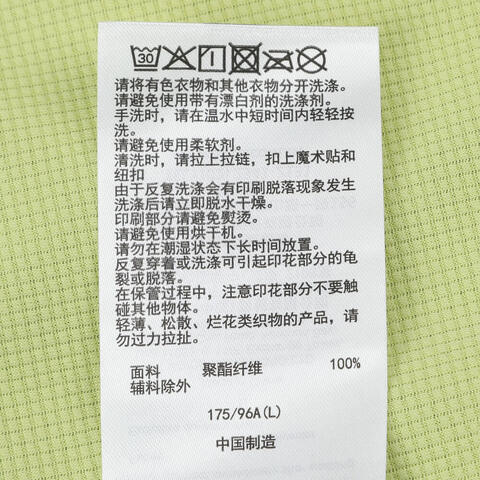 30
请将有色衣物和其他衣物分开洗涤。
请避免使用带有漂白剂的洗涤剂。
手洗时，请在温水中短时间内轻轻按
洗。
请避免使用柔软剂。
清洗时，请拉上拉链，扣上魔术贴和
纽扣
由于反复洗涤会有印刷脱落现象发生
洗涤后请立即脱水干燥。
印刷部分请避免熨烫。
请避免使用烘干机。
请勿在潮湿状态下长时间放置。
反复穿着或洗涤可引起印花部分的龟
裂或脱落。
在保管过程中，注意印花部分不要触
碰其他物体。
轻薄、松散、烂花类织物的产品，请
勿过力拉扯。
面料 聚酯纤维 100%
辅料除外
175/96A(L)
中国制造